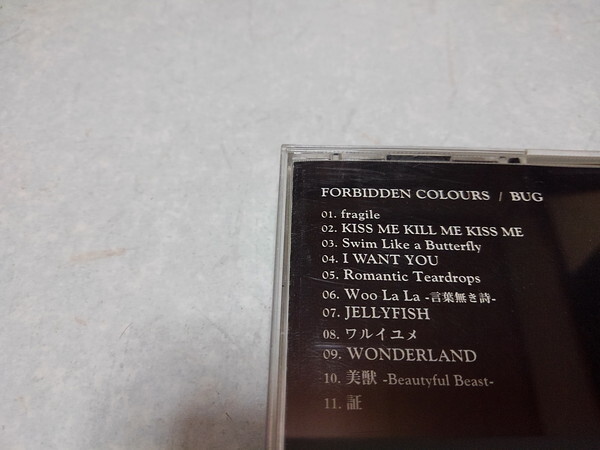 FORBIDDEN COLOURS / BUG
01. fragile
02. KISS ME KILL ME KISS ME
03. Swim Like a Butterfly
04. I WANT YOU
05. Romantic Teardrops
06. Woo La La -言葉無き詩-
07. JELLYFISH
08. ワルイユメ
09. WONDERLAND
10. 美獣 -Beautyful Beast-
11. 証